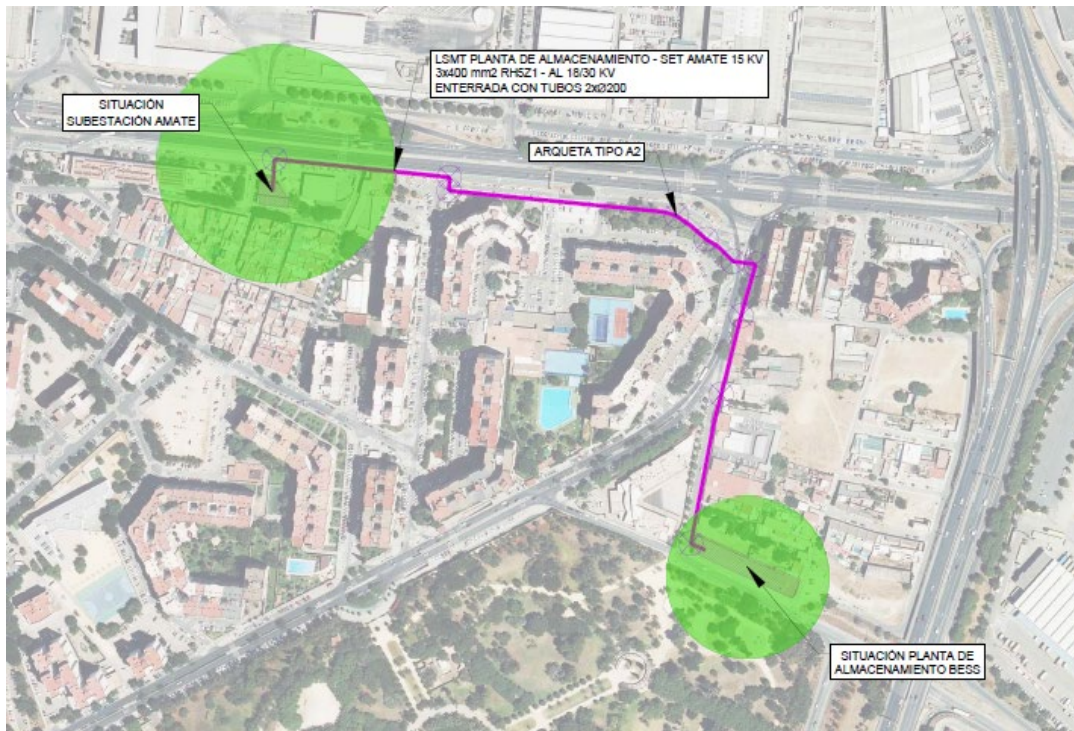 LSMT PLANTA DE ALMACENAMIENTO - SET AMATE 15 KV
3x400 mm2 RH5Z1 - AL 18/30 KV
ENTERRADA CON TUBOS 2xØ200
SITUACIÓN
SUBESTACIÓN AMATE
ARQUETA TIPO A2
SITUACIÓN PLANTA DE
ALMACENAMIENTO BESS